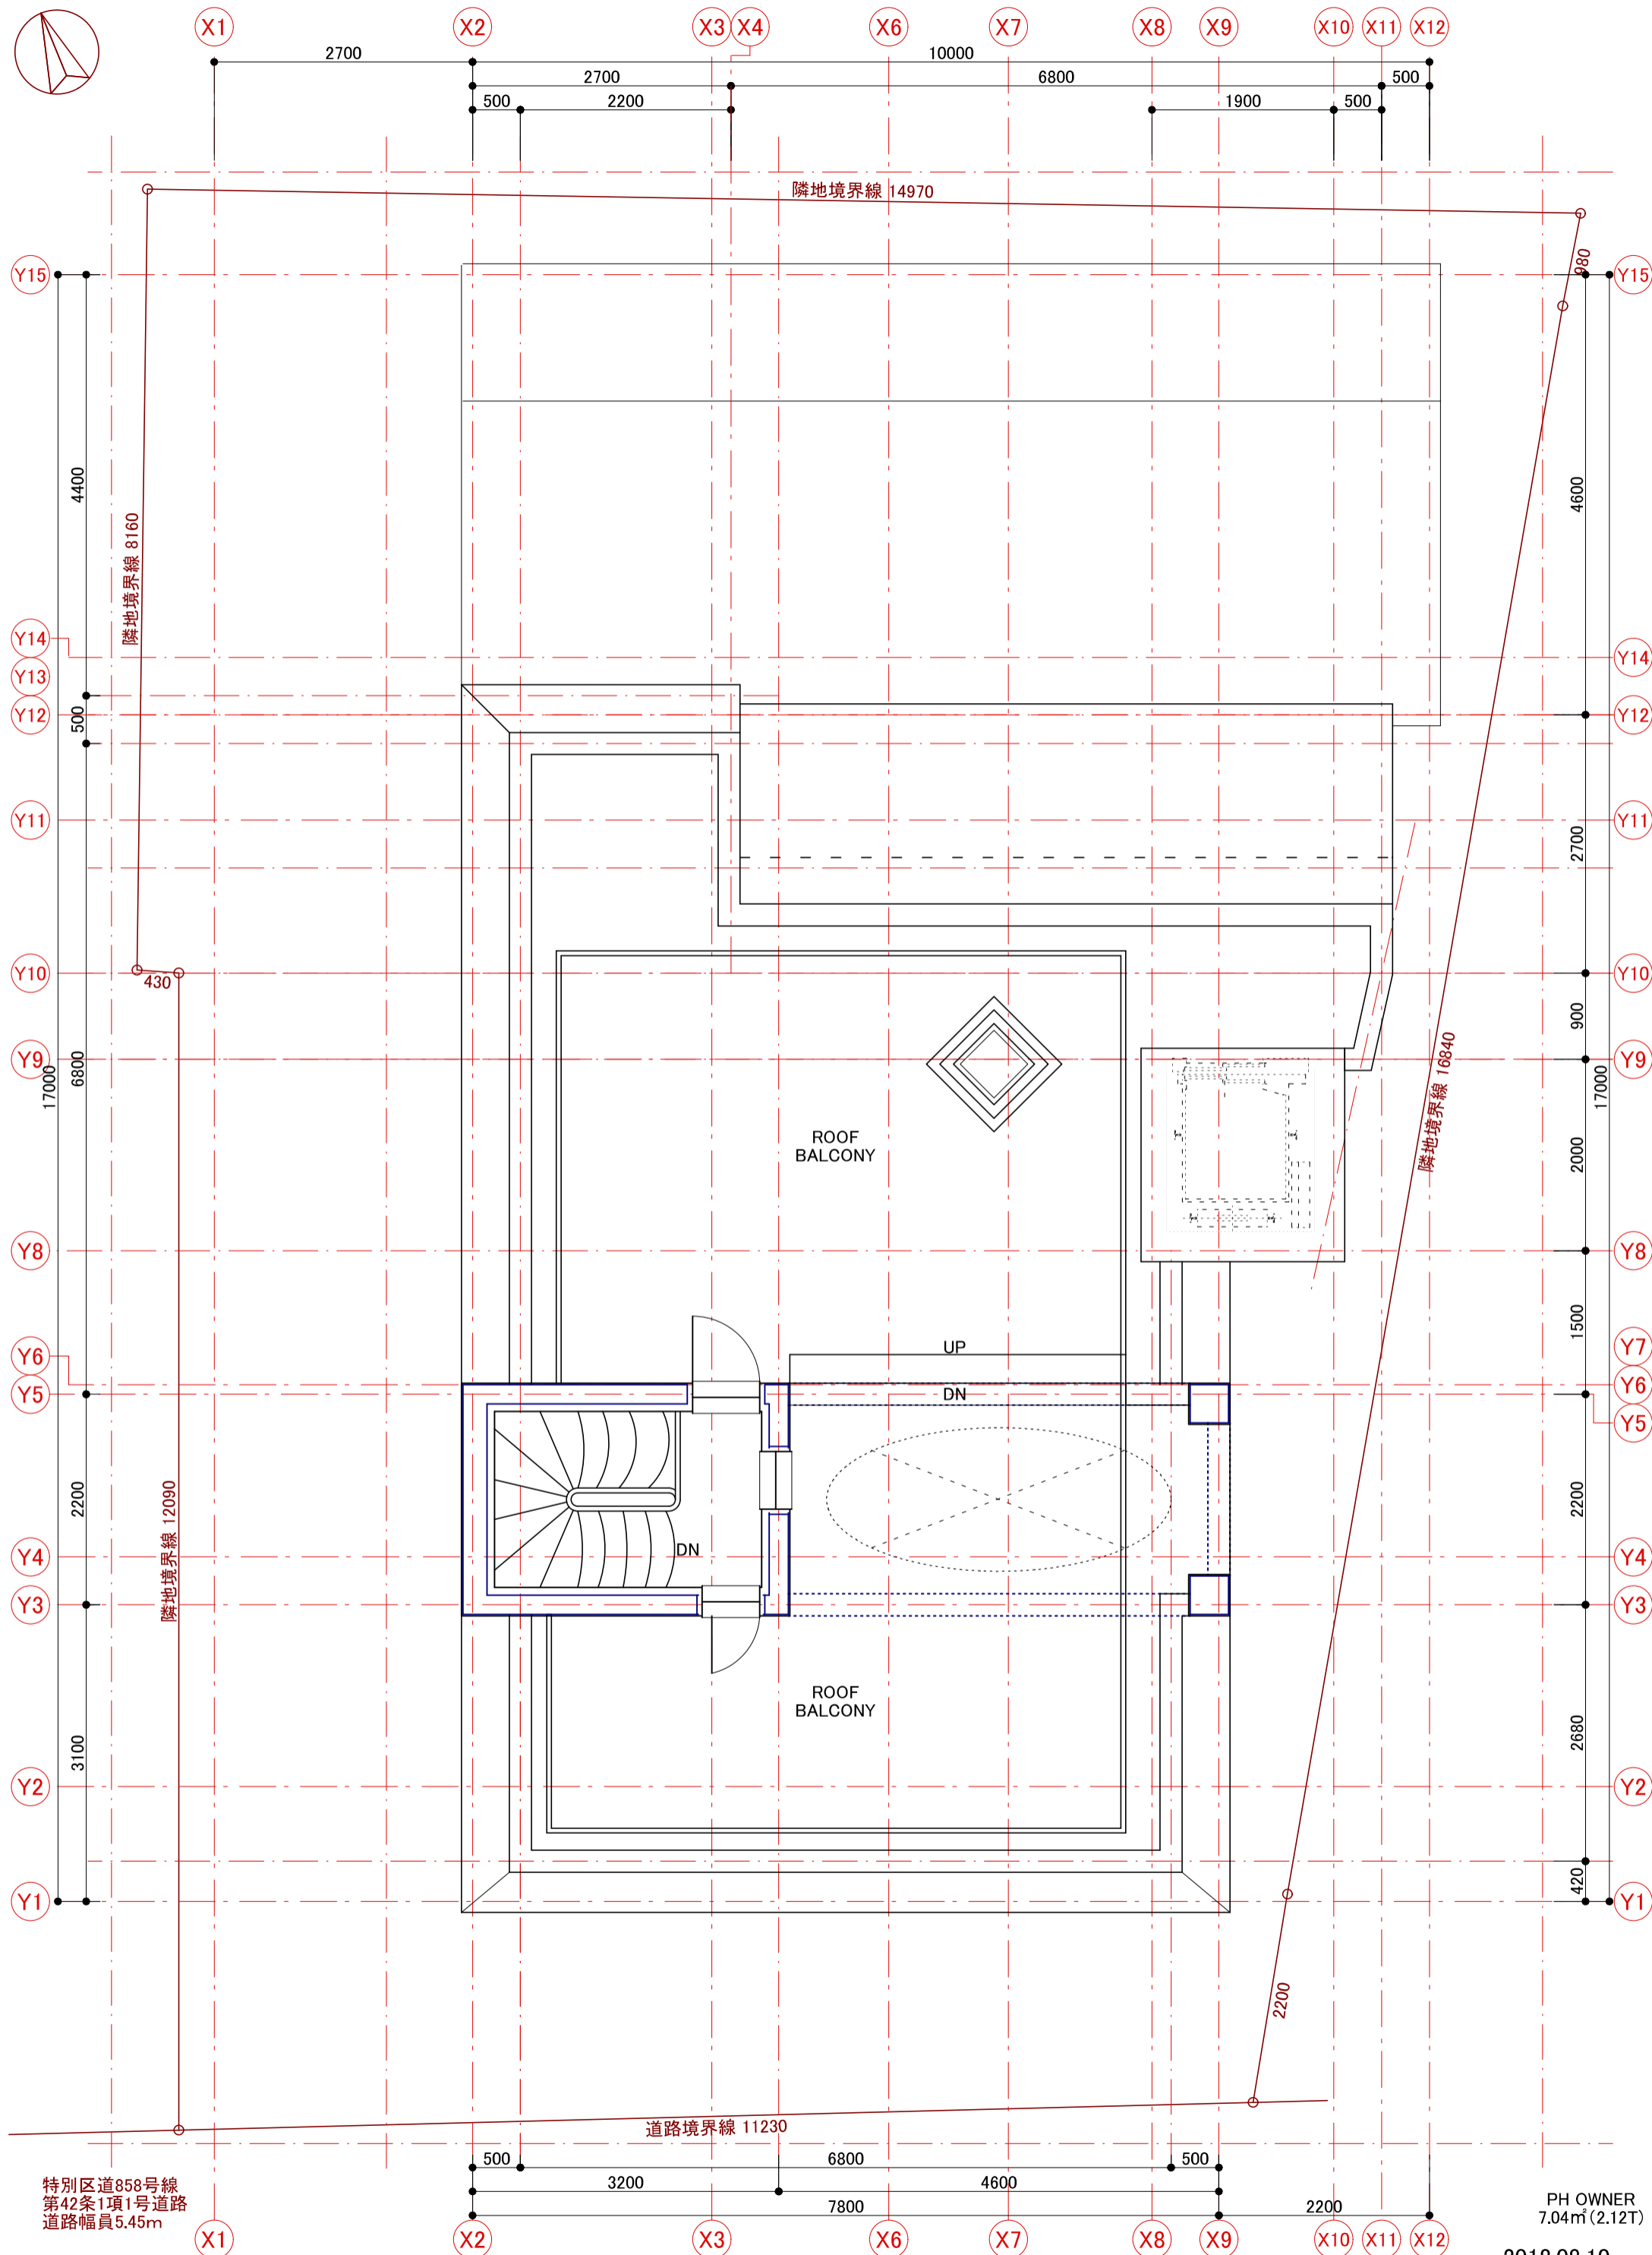 X1 X2 X3 X4 X6 X7 X8 X9 X10 X11 X12
2700 10000
2700 6800 500
500 2200 1900 500
隣地境界線 14970
980
Y15 Y15
4400 4600
隣地境界線 8160
Y14 Y14
Y13
Y12 Y12
500
Y11 Y11
2700
Y10 Y10
430
900
Y9 Y9
17000 6800 17000
隣地境界線 16840
ROOF
BALCONY
2000
Y8 Y8
1500
UP
Y6 Y7
Y5 Y6
DN
Y5
2200 2200
隣地境界線 12090
DN
Y4 Y4
Y3 Y3
ROOF
BALCONY
3100 2680
Y2 Y2
420
Y1 Y1
2200
道路境界線 11230
500 6800 500
3200 4600
7800 2200
特別区道858号線
第42条1項1号道路
道路幅員5.45m
PH OWNER
7.04㎡(2.12T)
X1 X2 X3 X6 X7 X8 X9 X10 X11 X12